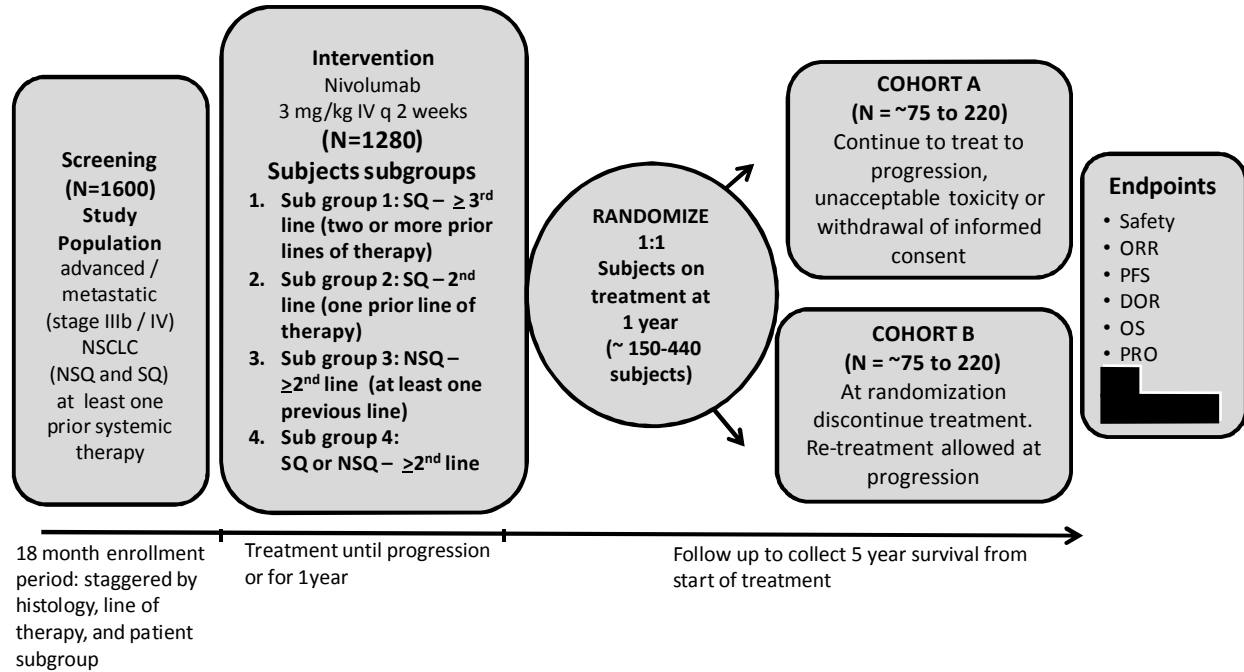 Screening
(N=1600)
Study
Population
advanced /
metastatic
(stage IIIb / IV)
NSCLC
(NSQ and SQ)
at least one
prior systemic
therapy
Intervention
Nivolumab
3 mg/kg IV q 2 weeks
(N=1280)
Subjects subgroups
1. Sub group 1: SQ – ≥ 3rd
line (two or more prior
lines of therapy)
2. Sub group 2: SQ – 2nd
line (one prior line of
therapy)
3. Sub group 3: NSQ –
≥2nd line (at least one
previous line)
4. Sub group 4:
SQ or NSQ – ≥2nd line
RANDOMIZE
1:1
Subjects on
treatment at
1 year
(~ 150-440
subjects)
COHORT A
(N = ~75 to 220)
Continue to treat to
progression,
unacceptable toxicity or
withdrawal of informed
consent
COHORT B
(N = ~75 to 220)
At randomization
discontinue treatment.
Re-treatment allowed at
progression
Endpoints
• Safety
• ORR
• PFS
• DOR
• OS
• PRO
18 month enrollment
period: staggered by
histology, line of
therapy, and patient
subgroup
Treatment until progression
or for 1year
Follow up to collect 5 year survival from
start of treatment